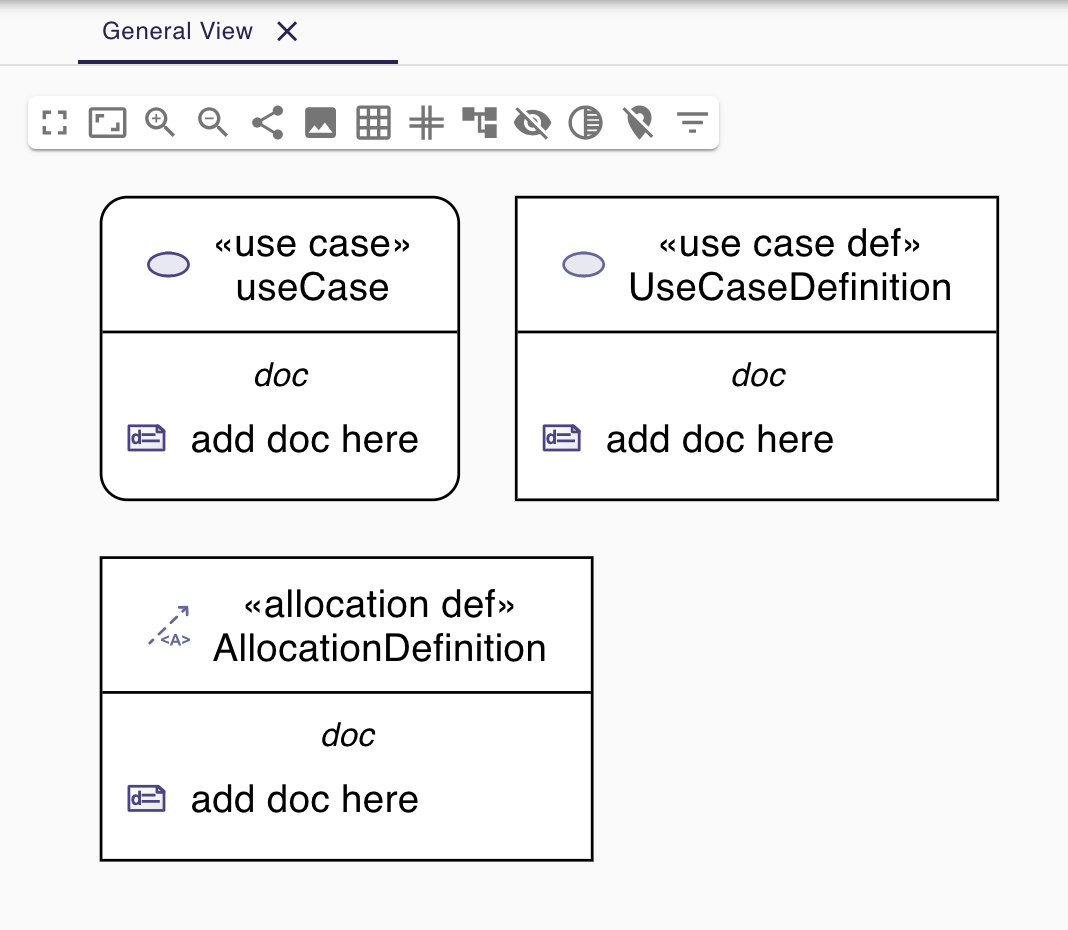 General View
«use case»
useCase
doc
d= add doc here
«use case def»
UseCaseDefinition
doc
d= add doc here
«allocation def»
<A>
AllocationDefinition
doc
d= add doc here